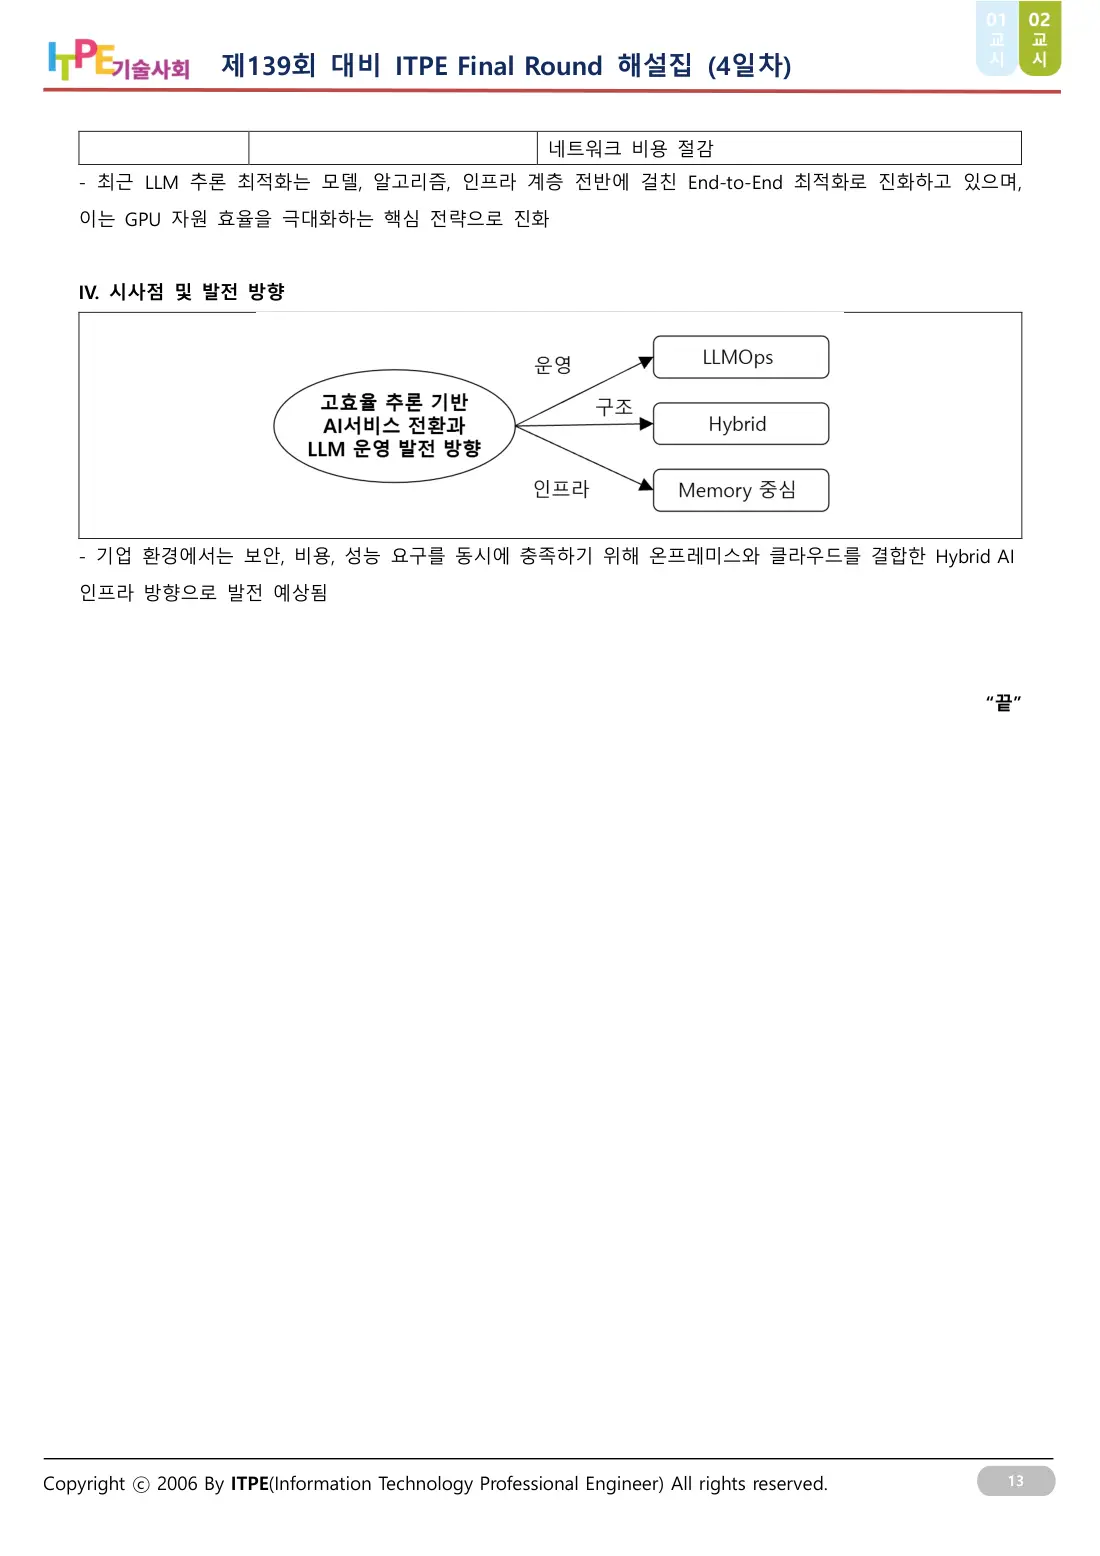 01
교
시
02
교
시
ITPE기술사회
제139회 대비 ITPE Final Round 해설집 (4일차)
네트워크 비용 절감
- 최근 LLM 추론 최적화는 모델, 알고리즘, 인프라 계층 전반에 걸친 End-to-End 최적화로 진화하고 있으며,
이는 GPU 자원 효율을 극대화하는 핵심 전략으로 진화
IV. 시사점 및 발전 방향
고효율 추론 기반
AI서비스 전환과
LLM 운영 발전 방향
운영
LLMOps
구조
Hybrid
인프라
Memory 중심
- 기업 환경에서는 보안, 비용, 성능 요구를 동시에 충족하기 위해 온프레미스와 클라우드를 결합한 Hybrid AI
인프라 방향으로 발전 예상됨
“끝”
Copyright ⓒ 2006 By ITPE(Information Technology Professional Engineer) All rights reserved.
13